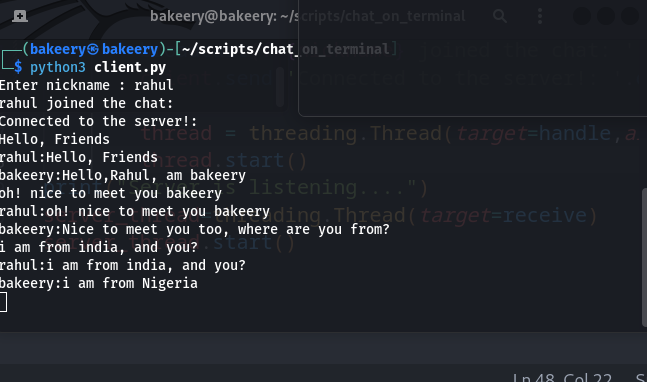 bakeery@bakeery: ~/scripts/chat_on_terminal
(bakeery㉿bakeery)-[~/scripts/chat_on_terminal]
$ python3 client.py
Enter nickname : rahul
rahul joined the chat:
Connected to the server!:
Hello, Friends
thread = threading.Thread(target=handle,a
rahul:Hello, Friends
thread.start()
bakeery:Hello,Rahul, am bakeery
print("Server is listening....")
oh! nice to meet you bakeery
rahul:oh! nice to meet you bakeery
threading.Thread(target=receive)
bakeery:Nice to meet you too, where are you from?
.start()
i am from india, and you?
rahul:i am from india, and you?
bakeery:i am from Nigeria
Ln 48, Col 22 S